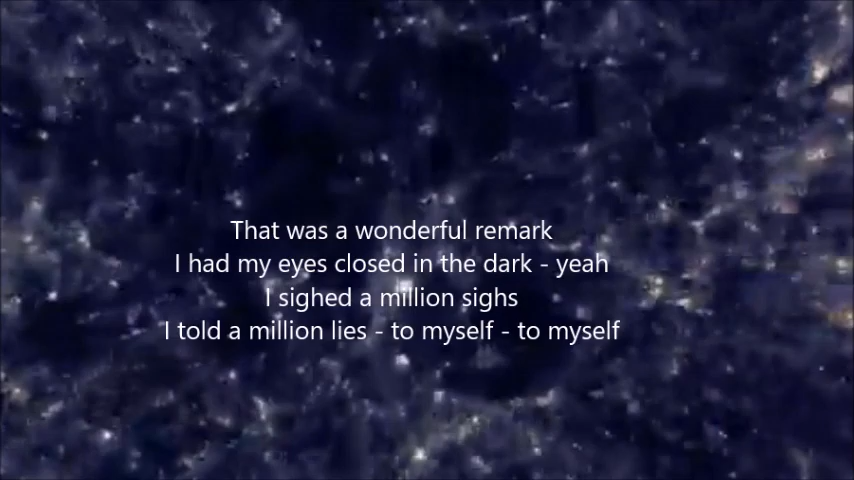 That was a wonderful remark
I had my eyes closed in the dark - yeah
I sighed a million sighs
I told a million lies - to myself - to myself